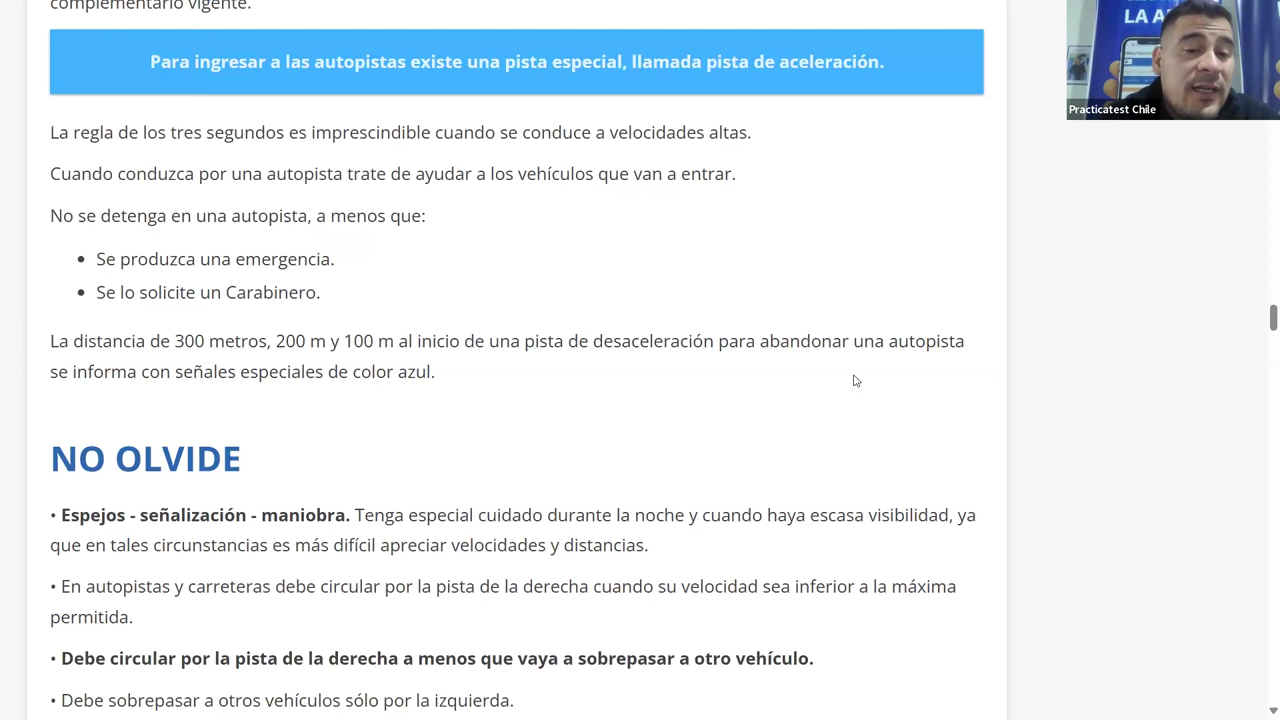 complementario vigente.
LA A
Para ingresar a las autopistas existe una pista especial, llamada pista de aceleración.
Practicatest Chile
La regla de los tres segundos es imprescindible cuando se conduce a velocidades altas.
Cuando conduzca por una autopista trate de ayudar a los vehículos que van a entrar.
No se detenga en una autopista, a menos que:
• Se produzca una emergencia.
• Se lo solicite un Carabinero.
La distancia de 300 metros, 200 m y 100 m al inicio de una pista de desaceleración para abandonar una autopista
se informa con señales especiales de color azul.
NO OLVIDE
• Espejos - señalización - maniobra. Tenga especial cuidado durante la noche y cuando haya escasa visibilidad, ya
que en tales circunstancias es más difícil apreciar velocidades y distancias.
• En autopistas y carreteras debe circular por la pista de la derecha cuando su velocidad sea inferior a la máxima
permitida.
• Debe circular por la pista de la derecha a menos que vaya a sobrepasar a otro vehículo.
• Debe sobrepasar a otros vehículos sólo por la izquierda.